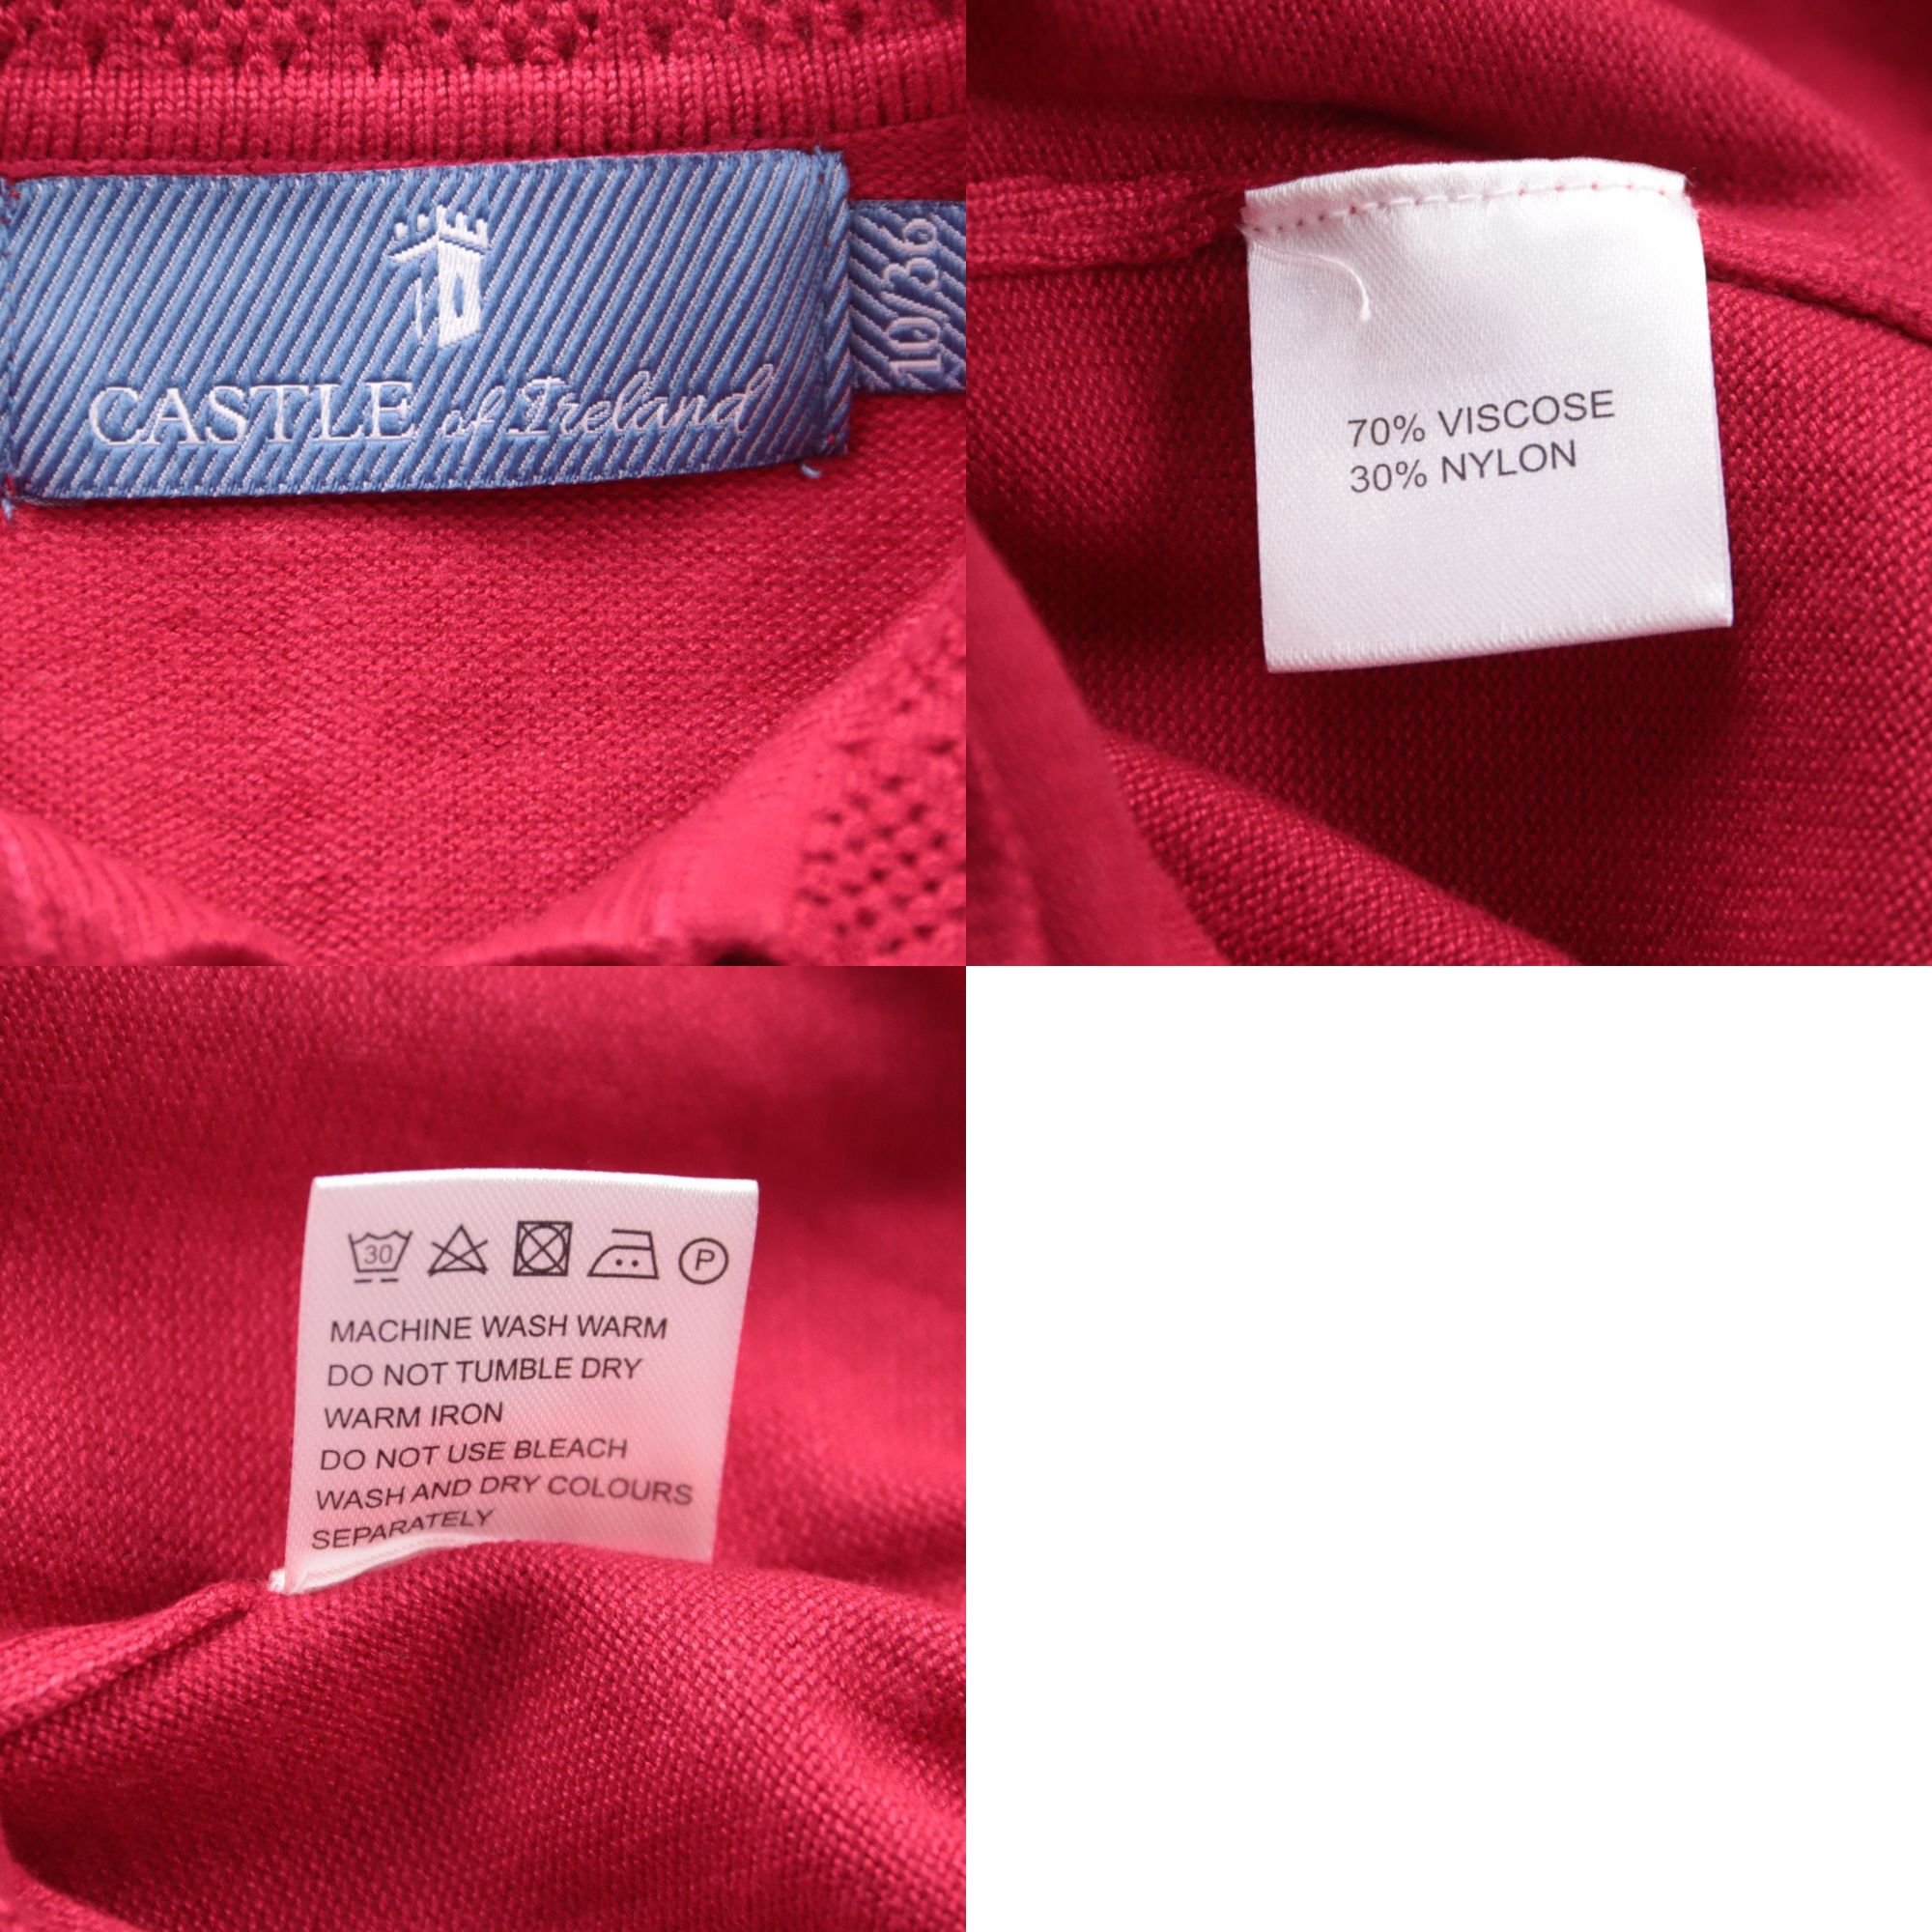 CASTLE of Ireland
10/36
70% VISCOSE
30% NYLON
30
P
MACHINE WASH WARM
DO NOT TUMBLE DRY
WARM IRON
DO NOT USE BLEACH
WASH AND DRY COLOURS
SEPARATELY